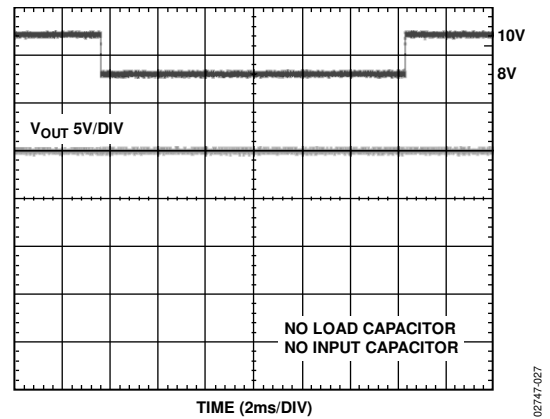 10V
8V
V_OUT 5V/DIV
NO LOAD CAPACITOR
NO INPUT CAPACITOR
TIME (2ms/DIV)
02747-027